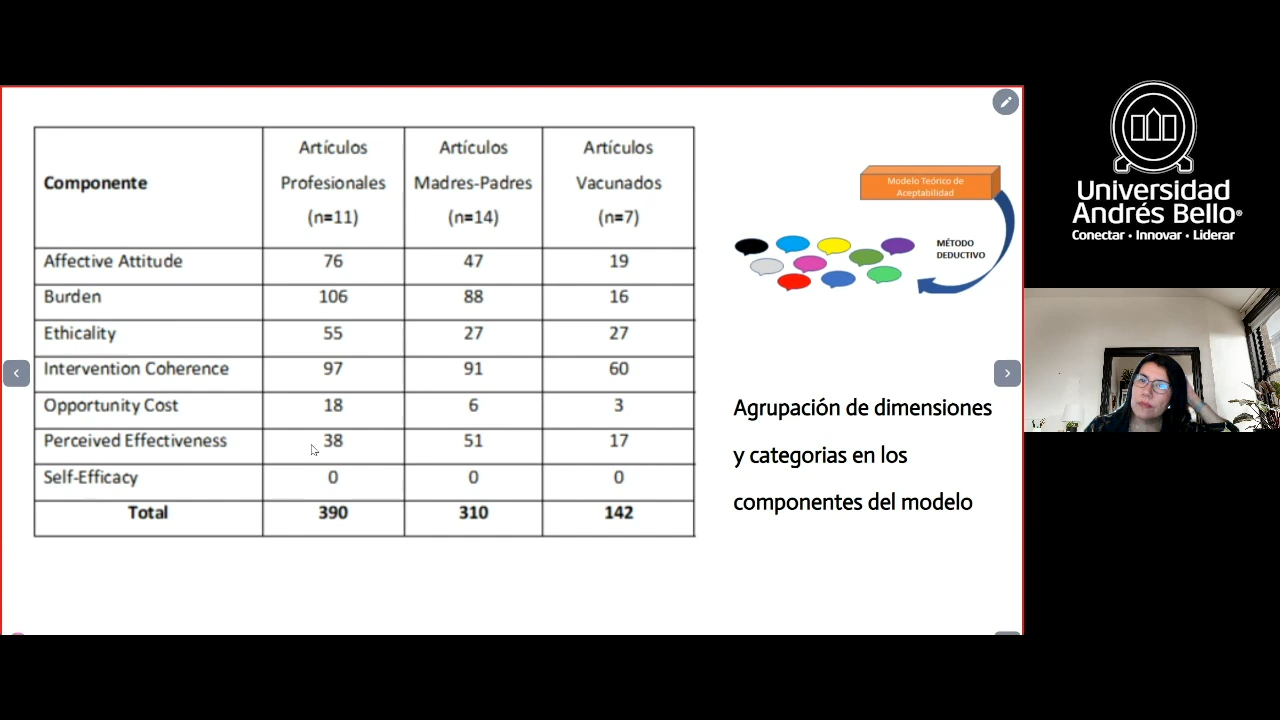 Componente
Artículos
Profesionales
(n=11)
Artículos
Madres-Padres
(n=14)
Artículos
Vacunados
(n=7)
Affective Attitude 76 47 19
Burden 106 88 16
Ethicality 55 27 27
Intervention Coherence 97 91 60
Opportunity Cost 18 6 3
Perceived Effectiveness 38 51 17
Self-Efficacy 0 0 0
Total 390 310 142
Modelo Teórico de
Aceptabilidad
MÉTODO
DEDUCTIVO
Agrupación de dimensiones
y categorias en los
componentes del modelo
Universidad
Andrés Bello®
Conectar • Innovar • Liderar